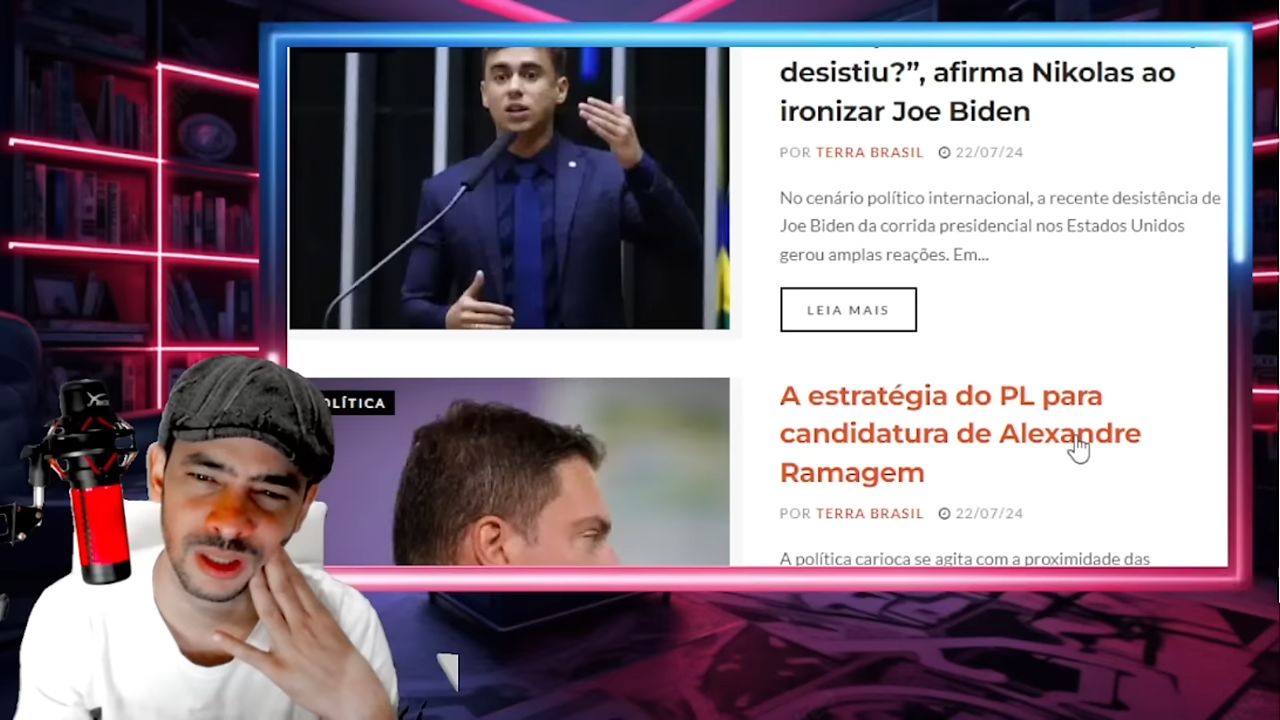 desistiu?”, afirma Nikolas ao
ironizar Joe Biden
POR TERRA BRASIL 22/07/24
No cenário político internacional, a recente desistência de
Joe Biden da corrida presidencial nos Estados Unidos
gerou amplas reações. Em...
LEIA MAIS
OLÍTICA
A estratégia do PL para
candidatura de Alexandre
Ramagem
POR TERRA BRASIL 22/07/24
A política carioca se agita com a proximidade das